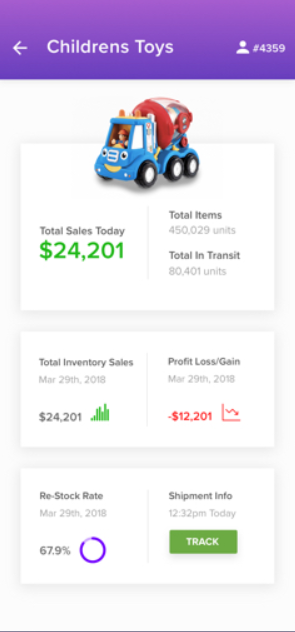 Childrens Toys
#4359
Total Sales Today
$24,201
Total Items
450,029 units
Total In Transit
80,401 units
Total Inventory Sales
Mar 29th, 2018
$24,201
Profit Loss/Gain
Mar 29th, 2018
-$12,201
Re-Stock Rate
Mar 29th, 2018
67.9%
Shipment Info
12:32pm Today
TRACK